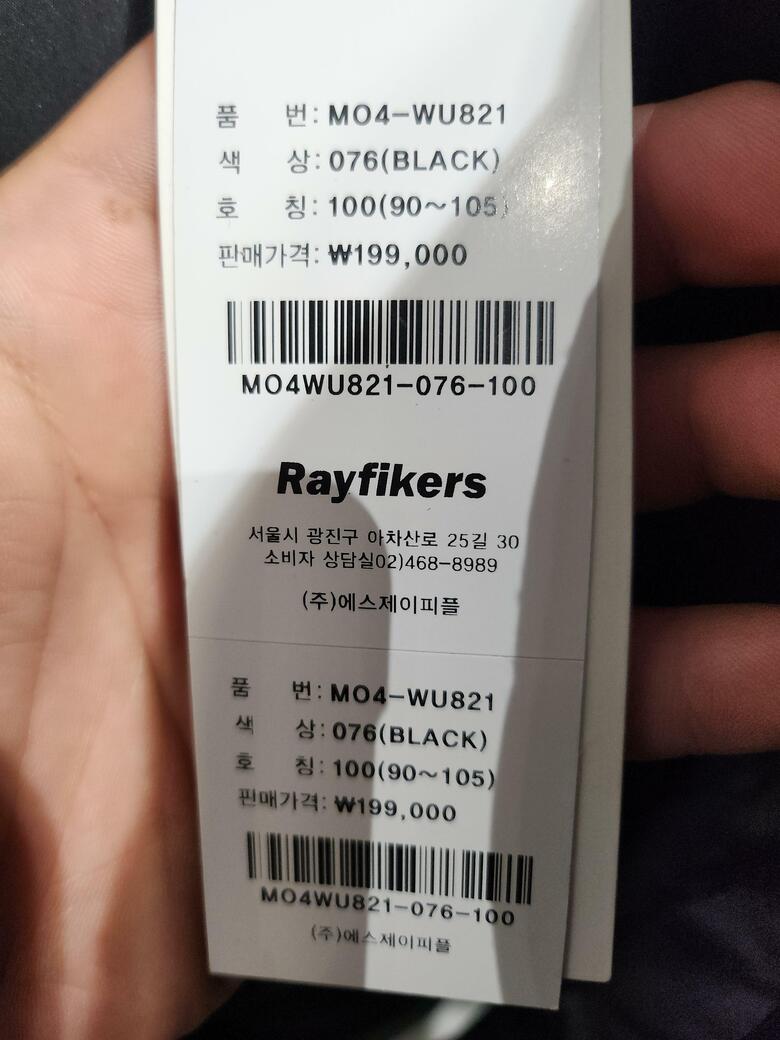 품 번: MO4-WU821
색 상: 076(BLACK)
호 칭: 100(90~105)
판매가격: ₩199,000
MO4WU821-076-100
Rayfikers
서울시 광진구 아차산로 25길 30
소비자 상담실02)468-8989
(주)에스제이피플
품 번: MO4-WU821
색 상: 076(BLACK)
호 칭: 100(90~105)
판매가격: ₩199,000
MO4WU821-076-100
(주)에스제이피플